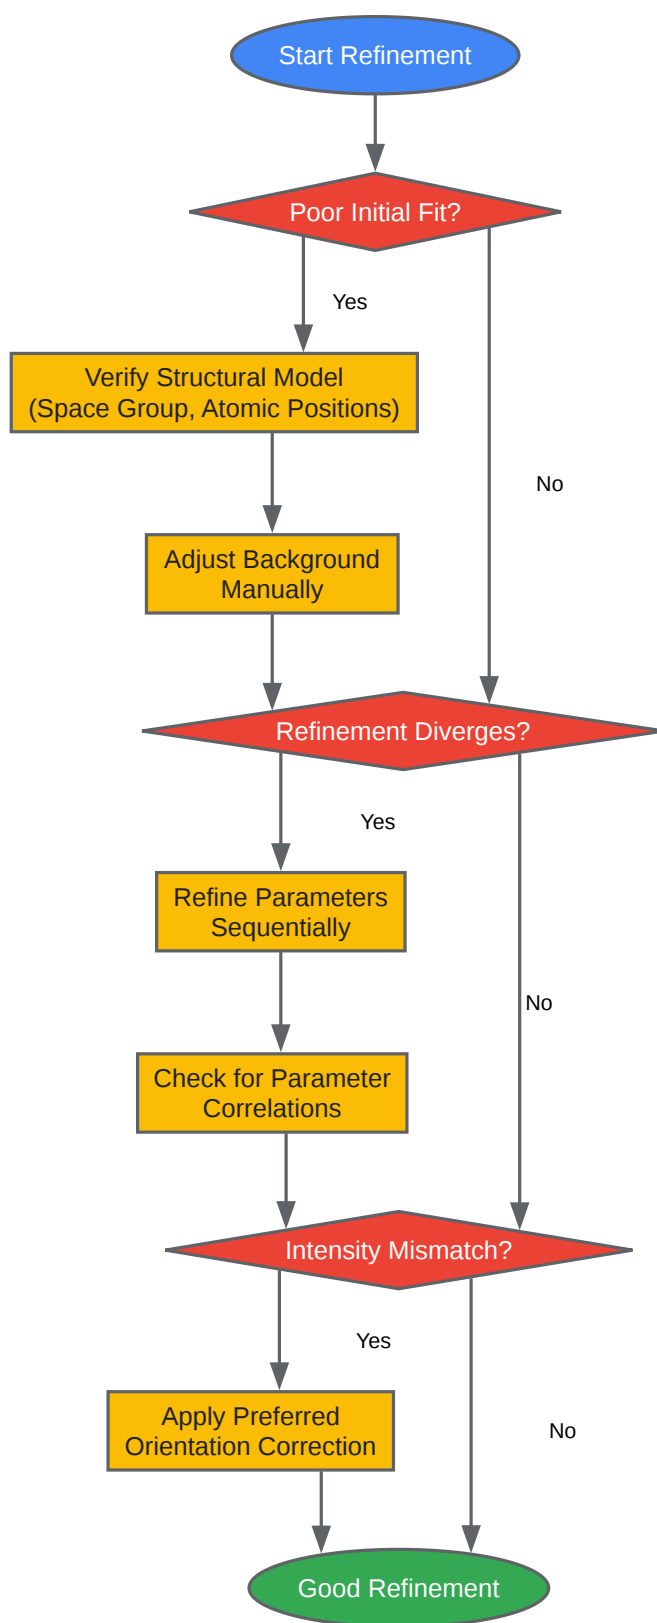 Start Refinement
Poor Initial Fit?
Yes
Verify Structural Model
(Space Group, Atomic Positions)
No
Adjust Background
Manually
Refinement Diverges?
Yes
Refine Parameters
Sequentially
No
Check for Parameter
Correlations
Intensity Mismatch?
Yes
Apply Preferred
Orientation Correction
No
Good Refinement